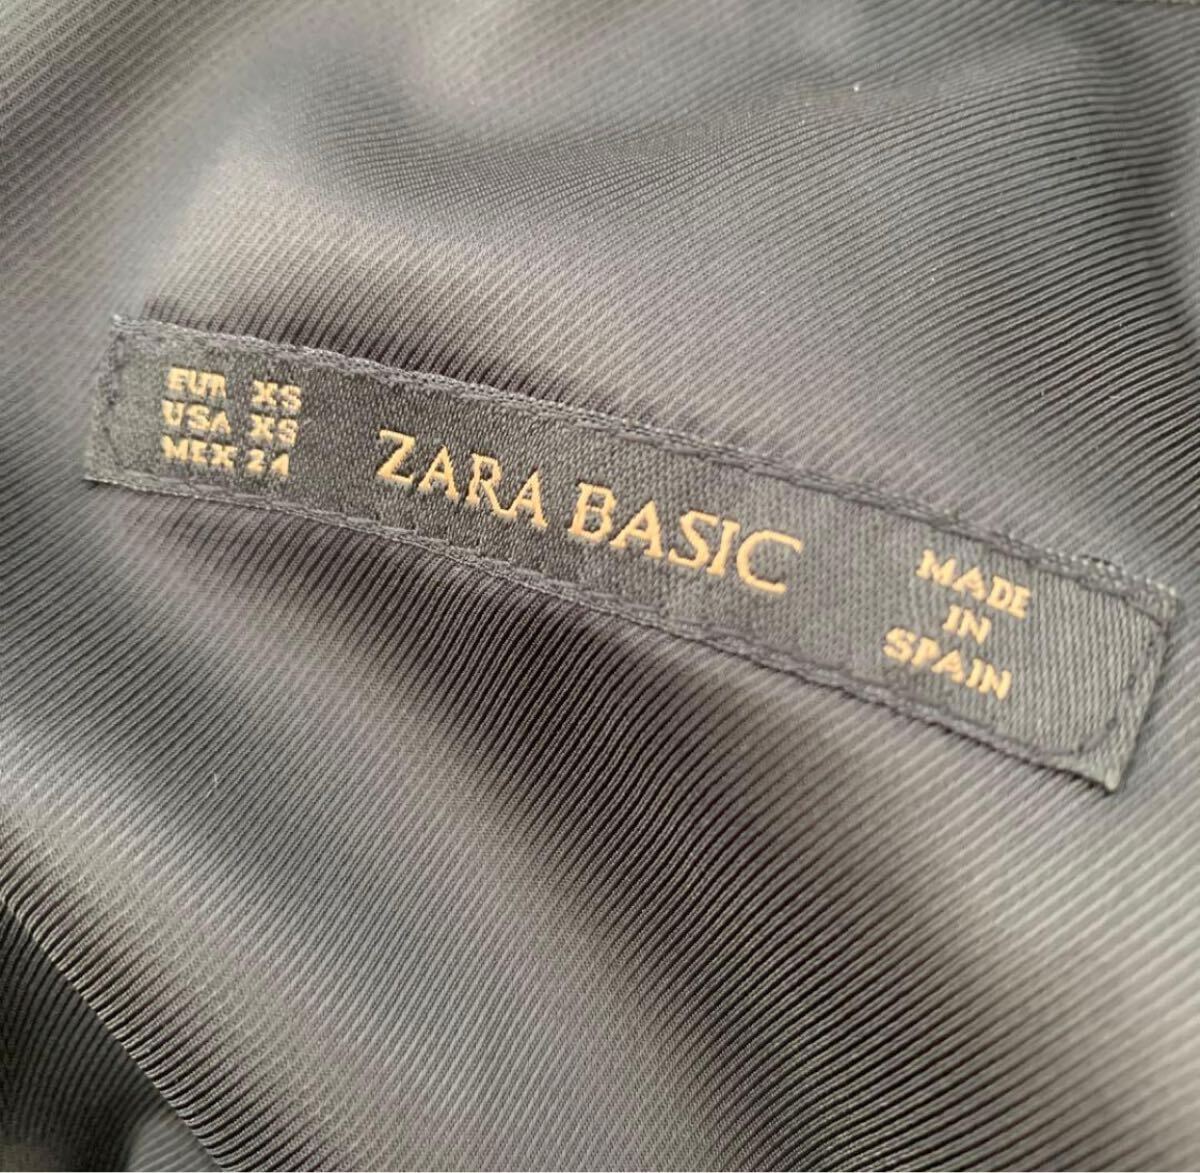 EUR XS
USA XS
MEX 24
ZARA BASIC
MADE
IN
SPAIN